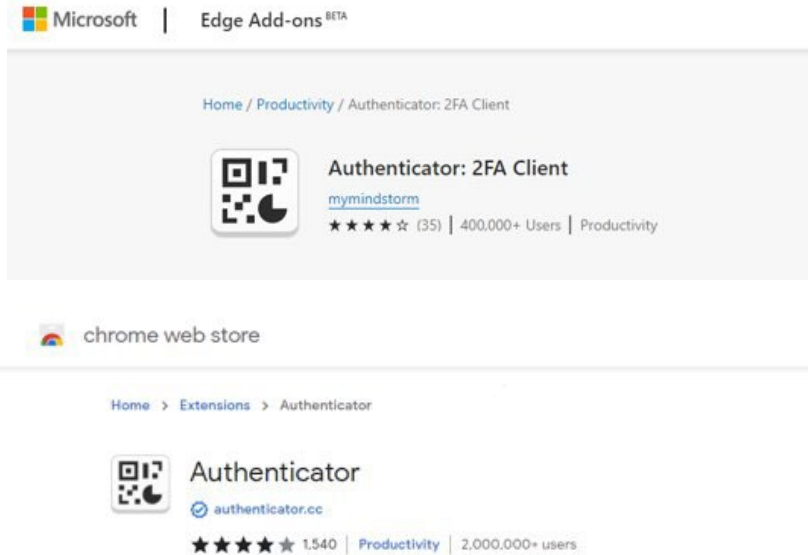 Microsoft | Edge Add-ons BETA
Home / Productivity / Authenticator: 2FA Client
Authenticator: 2FA Client
mymindstorm
★★★★☆ (35) | 400,000+ Users | Productivity
chrome web store
Home > Extensions > Authenticator
Authenticator
authenticator.cc
★★★★★ 1,540 | Productivity | 2,000,000+ users